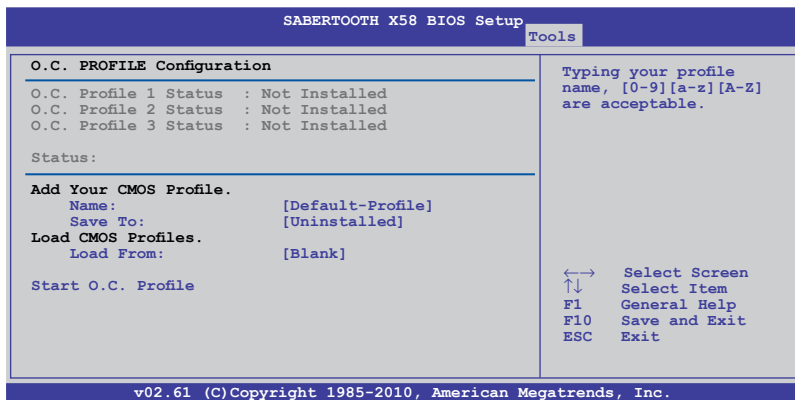 SABERTOOTH X58 BIOS Setup
Tools
O.C. PROFILE Configuration
O.C. Profile 1 Status : Not Installed
O.C. Profile 2 Status : Not Installed
O.C. Profile 3 Status : Not Installed
Status:
Add Your CMOS Profile.
Name: [Default-Profile]
Save To: [Uninstalled]
Load CMOS Profiles.
Load From: [Blank]
Start O.C. Profile
Typing your profile
name, [0-9][a-z][A-Z]
are acceptable.
←→ Select Screen
↑↓ Select Item
F1 General Help
F10 Save and Exit
ESC Exit
v02.61 (C)Copyright 1985-2010, American Megatrends, Inc.